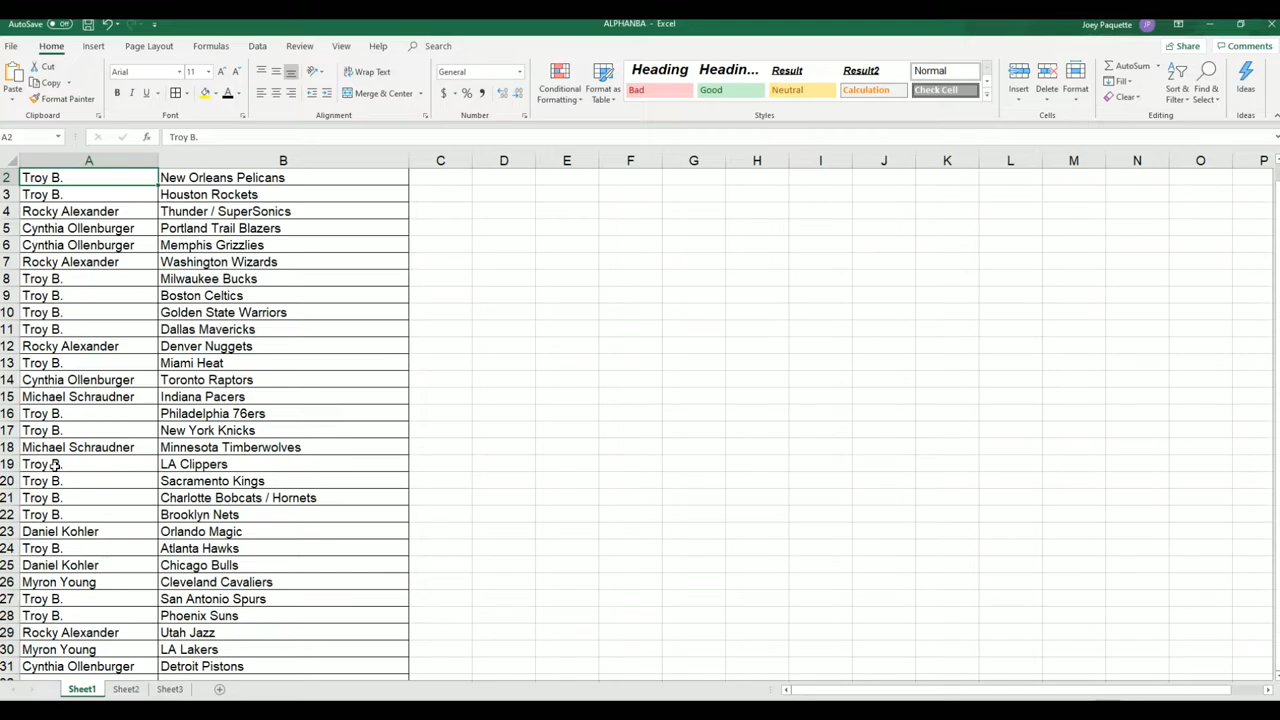 AutoSave Off ALPHANBA - Excel Joey Paquette JP
File Home Insert Page Layout Formulas Data Review View Help Search Share Comments
Paste Cut Copy Format Painter Clipboard
Arial 11 A A B I U A Font
Wrap Text Merge & Center Alignment
General $ % Number
Conditional Formatting Format as Table Heading Headin... Result Result2 Normal
Bad Good Neutral Calculation Check Cell Styles
Insert Delete Format Cells
AutoSum Fill Clear Sort & Filter Find & Select Editing
Ideas Ideas
A2 fx Troy B.
A B C D E F G H I J K L M N O P
2 Troy B. New Orleans Pelicans
3 Troy B. Houston Rockets
4 Rocky Alexander Thunder / SuperSonics
5 Cynthia Ollenburger Portland Trail Blazers
6 Cynthia Ollenburger Memphis Grizzlies
7 Rocky Alexander Washington Wizards
8 Troy B. Milwaukee Bucks
9 Troy B. Boston Celtics
10 Troy B. Golden State Warriors
11 Troy B. Dallas Mavericks
12 Rocky Alexander Denver Nuggets
13 Troy B. Miami Heat
14 Cynthia Ollenburger Toronto Raptors
15 Michael Schraudner Indiana Pacers
16 Troy B. Philadelphia 76ers
17 Troy B. New York Knicks
18 Michael Schraudner Minnesota Timberwolves
19 Troy B. LA Clippers
20 Troy B. Sacramento Kings
21 Troy B. Charlotte Bobcats / Hornets
22 Troy B. Brooklyn Nets
23 Daniel Kohler Orlando Magic
24 Troy B. Atlanta Hawks
25 Daniel Kohler Chicago Bulls
26 Myron Young Cleveland Cavaliers
27 Troy B. San Antonio Spurs
28 Troy B. Phoenix Suns
29 Rocky Alexander Utah Jazz
30 Myron Young LA Lakers
31 Cynthia Ollenburger Detroit Pistons
Sheet1 Sheet2 Sheet3